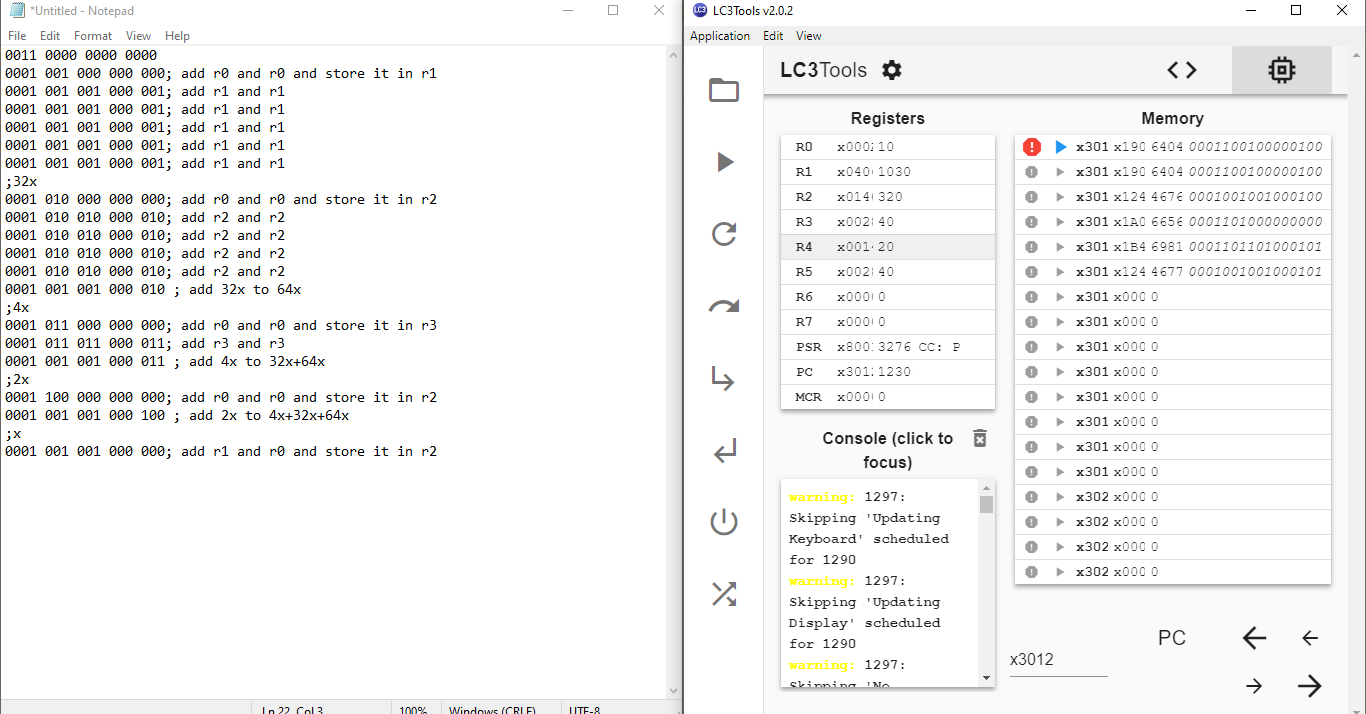 *Untitled - Notepad
File Edit Format View Help
0011 0000 0000 0000
0001 001 000 000 000; add r0 and r0 and store it in r1
0001 001 001 000 001; add r1 and r1
0001 001 001 000 001; add r1 and r1
0001 001 001 000 001; add r1 and r1
0001 001 001 000 001; add r1 and r1
0001 001 001 000 001; add r1 and r1
;32x
0001 010 000 000 000; add r0 and r0 and store it in r2
0001 010 010 000 010; add r2 and r2
0001 010 010 000 010; add r2 and r2
0001 010 010 000 010; add r2 and r2
0001 010 010 000 010; add r2 and r2
0001 001 001 000 010 ; add 32x to 64x
;4x
0001 011 000 000 000; add r0 and r0 and store it in r3
0001 011 011 000 011; add r3 and r3
0001 001 001 000 011 ; add 4x to 32x+64x
;2x
0001 100 000 000 000; add r0 and r0 and store it in r2
0001 001 001 000 100 ; add 2x to 4x+32x+64x
;x
0001 001 001 000 000; add r1 and r0 and store it in r2
Ln 22, Col 3 100% Windows (CRLF) UTF-8
LC3 LC3Tools v2.0.2
Application Edit View
LC3Tools
Registers
R0 x000 10
R1 x040 1030
R2 x014 320
R3 x002 40
R4 x001 20
R5 x002 40
R6 x000 0
R7 x000 0
PSR x800 3276 CC: P
PC x301 1230
MCR x000 0
Console (click to
focus)
warning: 1297:
Skipping 'Updating
Keyboard' scheduled
for 1290
warning: 1297:
Skipping 'Updating
Display' scheduled
for 1290
warning: 1297:
Skipping 'No
Memory
x301 x190 6404 0001100100000100
x301 x190 6404 0001100100000100
x301 x124 4676 0001001001000100
x301 x1A0 6656 0001101000000000
x301 x1B4 6981 0001101101000101
x301 x124 4677 0001001001000101
x301 x000 0
x301 x000 0
x301 x000 0
x301 x000 0
x301 x000 0
x301 x000 0
x301 x000 0
x301 x000 0
x302 x000 0
x302 x000 0
x302 x000 0
x302 x000 0
PC
x3012